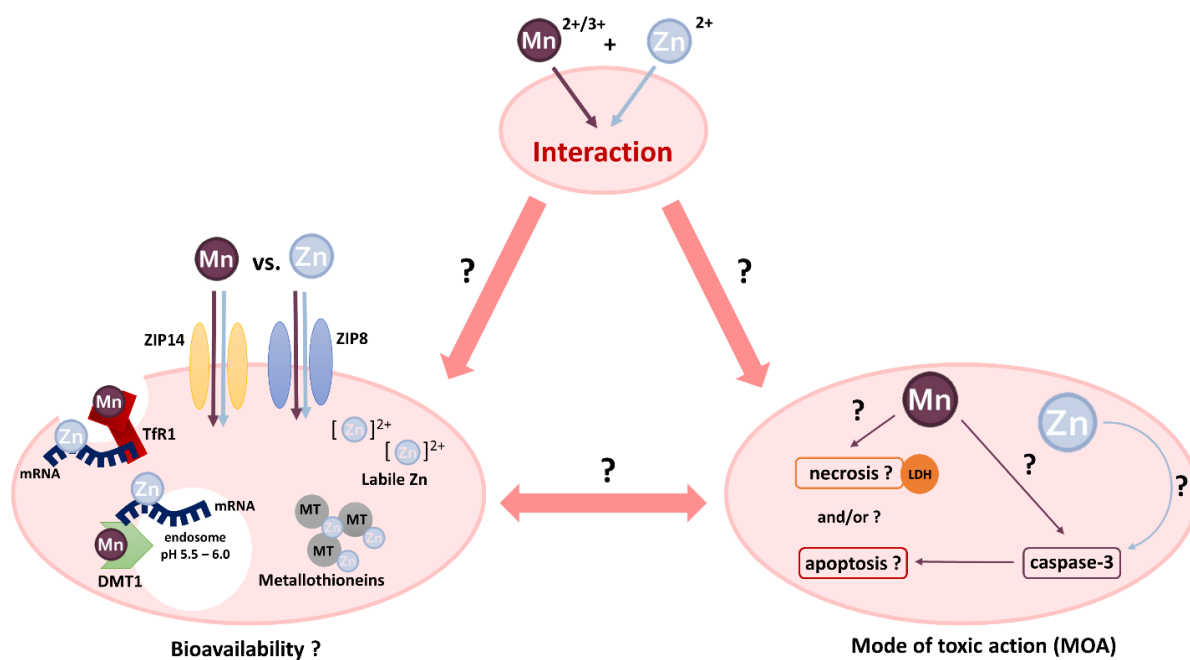 Mn 2+/3+ + Zn 2+
Interaction
?
?
Mn vs. Zn
ZIP14
ZIP8
Mn
TfR1
Zn
mRNA
[ Zn ]2+
[ Zn ]2+
Labile Zn
Zn
mRNA
Mn
endosome
pH 5.5 – 6.0
DMT1
MT
MT
Zn
Zn
MT
Zn
Metallothioneins
Bioavailability ?
?
Mn
Zn
?
?
?
necrosis ?
LDH
and/or ?
apoptosis ?
caspase-3
Mode of toxic action (MOA)